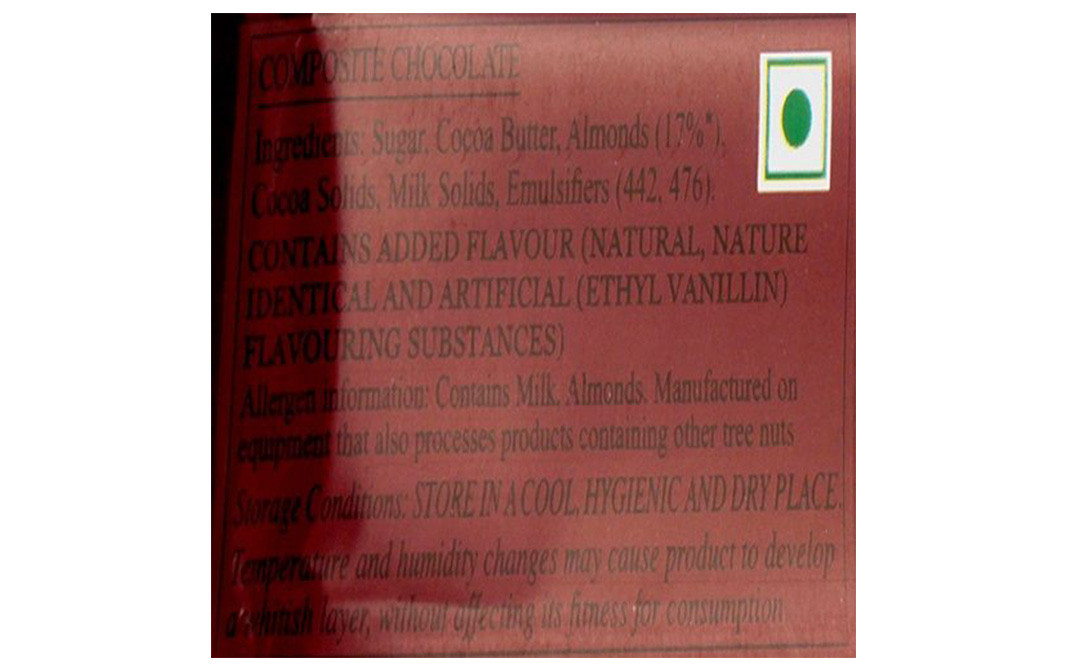 COMPOSITE CHOCOLATE
Ingredients: Sugar, Cocoa Butter, Almonds (17%*),
Cocoa Solids, Milk Solids, Emulsifiers (442, 476).
CONTAINS ADDED FLAVOUR (NATURAL, NATURE
IDENTICAL AND ARTIFICIAL (ETHYL VANILLIN)
FLAVOURING SUBSTANCES)
Allergen information: Contains Milk, Almonds. Manufactured on
equipment that also processes products containing other tree nuts
Storage Conditions: STORE IN A COOL, HYGIENIC AND DRY PLACE.
Temperature and humidity changes may cause product to develop
a whitish layer, without affecting its fitness for consumption